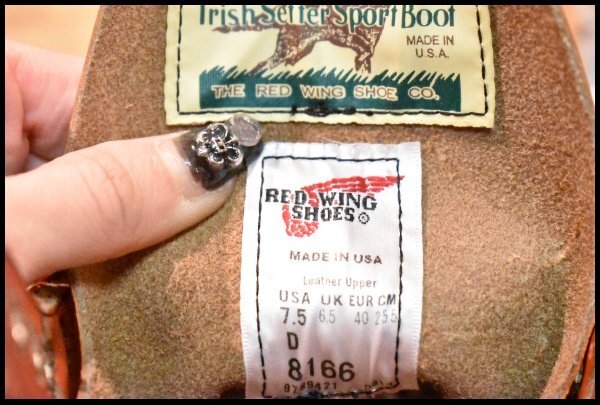 Irish Setter Sport Boot
MADE IN
U.S.A.
THE RED WING SHOE CO.
RED WING
SHOES®
MADE IN USA
Leather Upper
USA UK EUR CM
7.5 6.5 40 25.5
D
8166